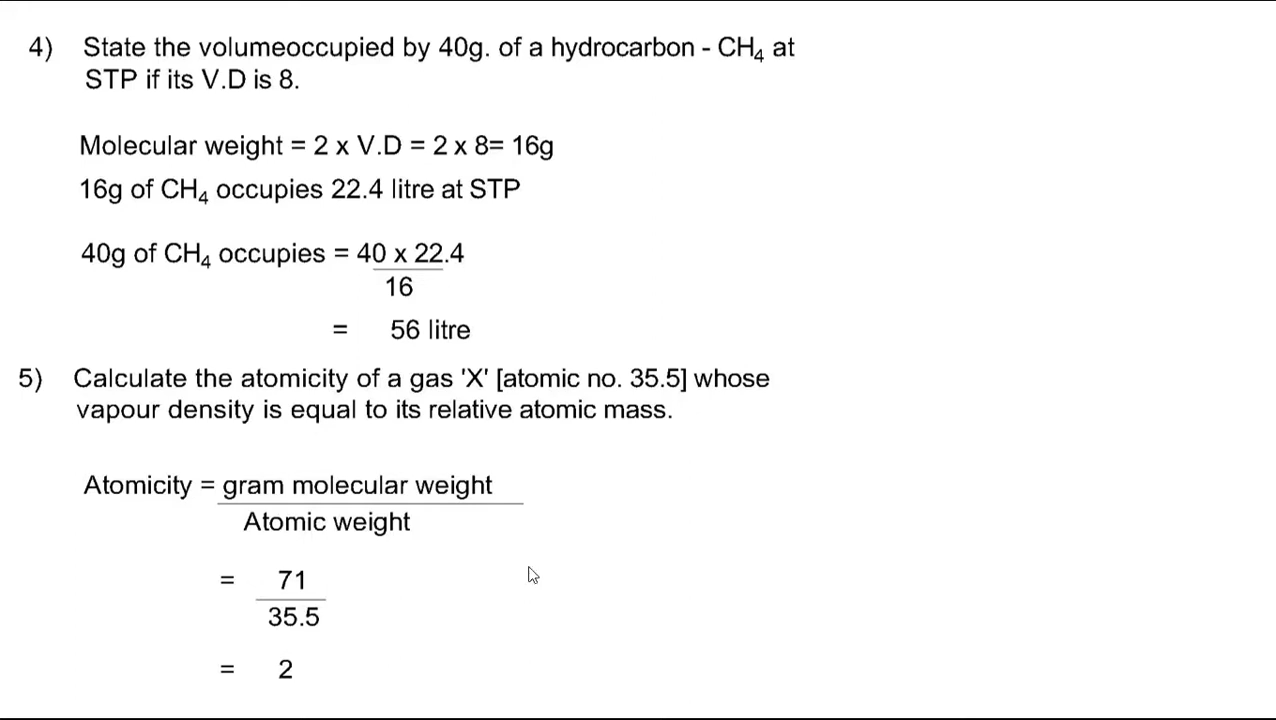 4) State the volumeoccupied by 40g. of a hydrocarbon - CH₄ at
STP if its V.D is 8.
Molecular weight = 2 x V.D = 2 x 8= 16g
16g of CH₄ occupies 22.4 litre at STP
40g of CH₄ occupies = 40 x 22.4
16
= 56 litre
5) Calculate the atomicity of a gas 'X' [atomic no. 35.5] whose
vapour density is equal to its relative atomic mass.
Atomicity = gram molecular weight
Atomic weight
= 71
35.5
= 2